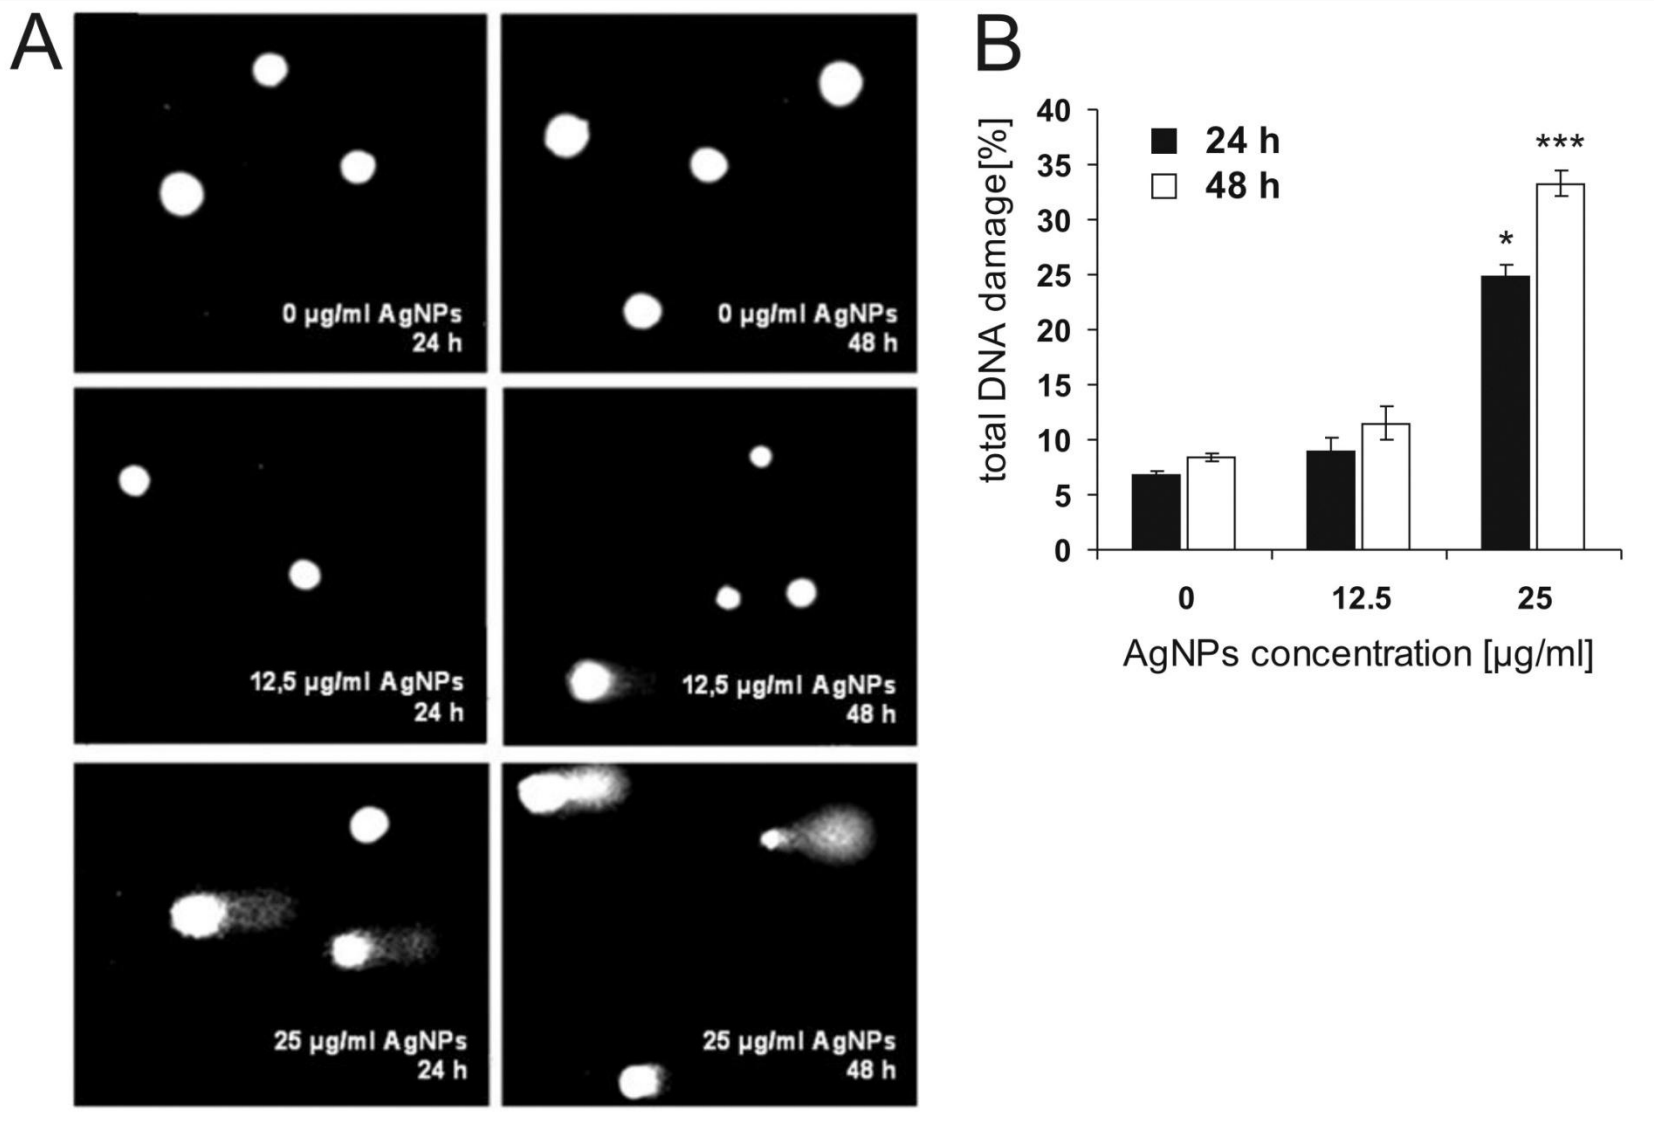 A
0 µg/ml AgNPs
24 h
0 µg/ml AgNPs
48 h
12,5 µg/ml AgNPs
24 h
12,5 µg/ml AgNPs
48 h
25 µg/ml AgNPs
24 h
25 µg/ml AgNPs
48 h
B
total DNA damage[%]
40
35
30
25
20
15
10
5
0
24 h
48 h
*
***
0
12.5
25
AgNPs concentration [µg/ml]